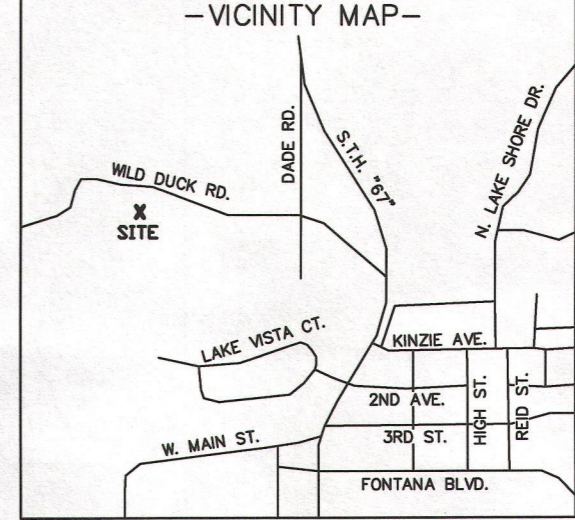 -VICINITY MAP-
DADE RD.
S.T.H. "67"
N. LAKE SHORE DR.
WILD DUCK RD.
X
SITE
LAKE VISTA CT.
KINZIE AVE.
2ND AVE.
HIGH ST.
REID ST.
3RD ST.
W. MAIN ST.
FONTANA BLVD.